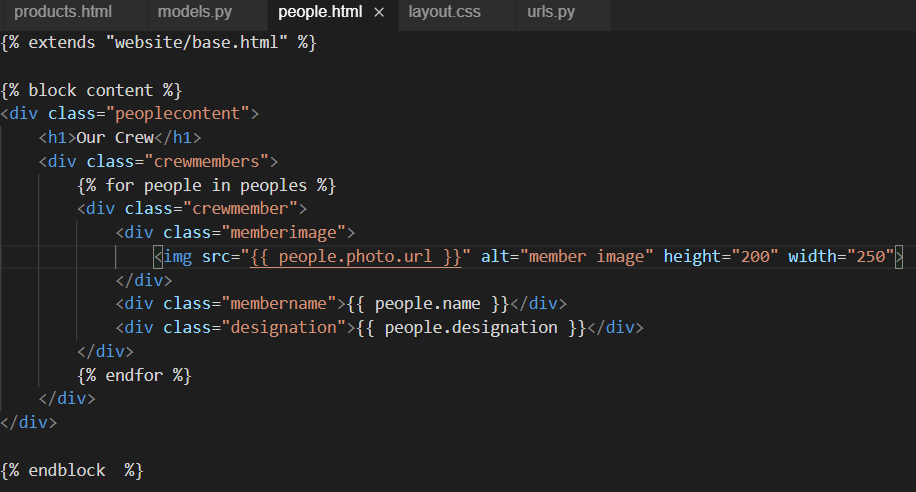 products.html models.py people.html × layout.css urls.py
{% extends "website/base.html" %}
{% block content %}
<div class="peoplecontent">
<h1>Our Crew</h1>
<div class="crewmembers">
{% for people in peoples %}
<div class="crewmember">
<div class="memberimage">
<img src="{{ people.photo.url }}" alt="member image" height="200" width="250">
</div>
<div class="membername">{{ people.name }}</div>
<div class="designation">{{ people.designation }}</div>
</div>
{% endfor %}
</div>
</div>
{% endblock  %}